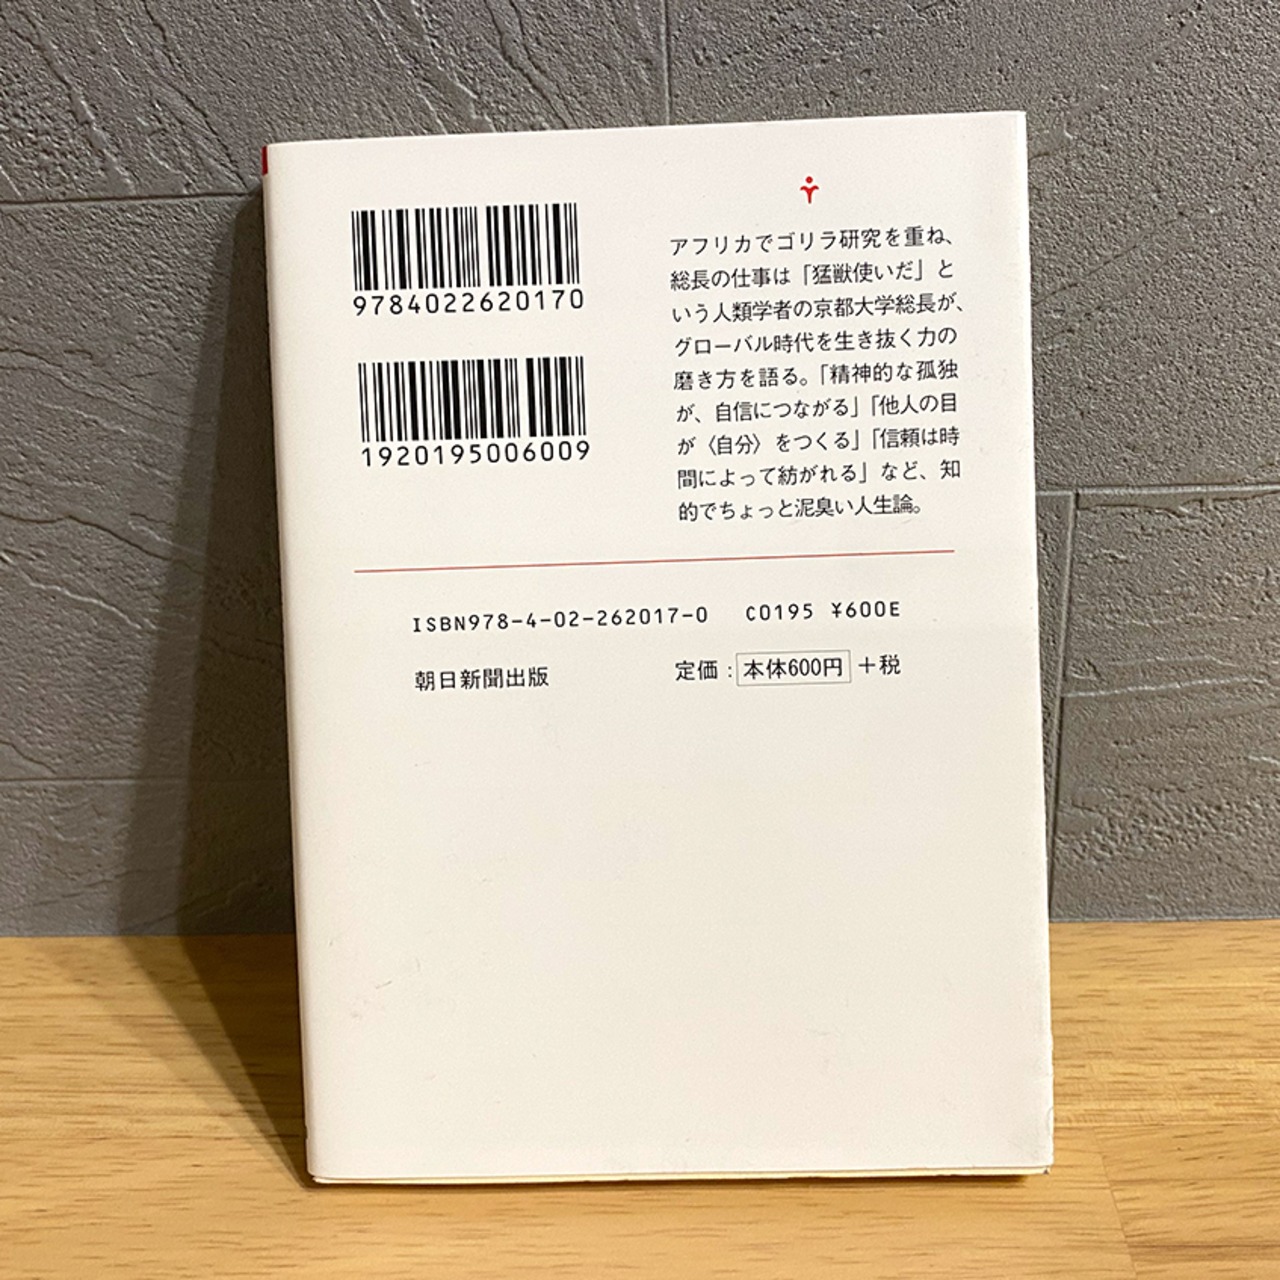 9784022620170
1920195006009
アフリカでゴリラ研究を重ね、
総長の仕事は「猛獣使いだ」と
いう人類学者の京都大学総長が、
グローバル時代を生き抜く力の
磨き方を語る。「精神的な孤独
が、自信につながる」「他人の目
が〈自分〉をつくる」「信頼は時
間によって紡がれる」など、知
的でちょっと泥臭い人生論。
ISBN978-4-02-262017-0 C0195 ¥600E
朝日新聞出版 定価：本体600円＋税